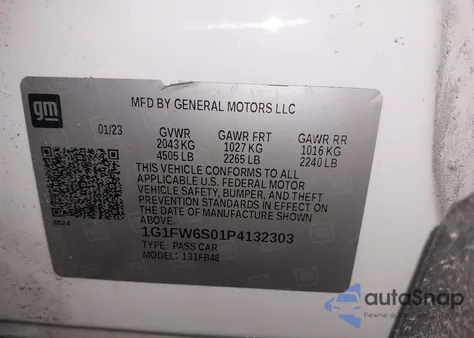 gm
MFD BY GENERAL MOTORS LLC
01/23 GVWR GAWR FRT GAWR RR
2043 KG 1027 KG 1016 KG
4505 LB 2265 LB 2240 LB
THIS VEHICLE CONFORMS TO ALL
APPLICABLE U.S. FEDERAL MOTOR
VEHICLE SAFETY, BUMPER, AND THEFT
PREVENTION STANDARDS IN EFFECT ON
THE DATE OF MANUFACTURE SHOWN
ABOVE.
1G1FW6S01P4132303
TYPE: PASS CAR
MODEL: 131FB48
autoSnap
Pewne auto